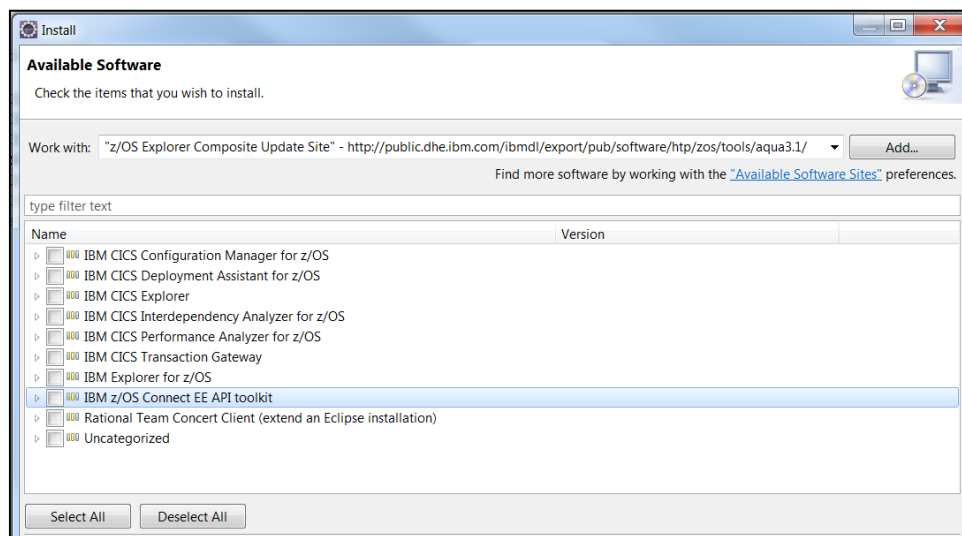 Install
Available Software
Check the items that you wish to install.
Work with: "z/OS Explorer Composite Update Site" - http://public.dhe.ibm.com/ibmdl/export/pub/software/htp/zos/tools/aqua3.1/ Add...
Find more software by working with the "Available Software Sites" preferences.
type filter text
Name Version
IBM CICS Configuration Manager for z/OS
IBM CICS Deployment Assistant for z/OS
IBM CICS Explorer
IBM CICS Interdependency Analyzer for z/OS
IBM CICS Performance Analyzer for z/OS
IBM CICS Transaction Gateway
IBM Explorer for z/OS
IBM z/OS Connect EE API toolkit
Rational Team Concert Client (extend an Eclipse installation)
Uncategorized
Select All Deselect All